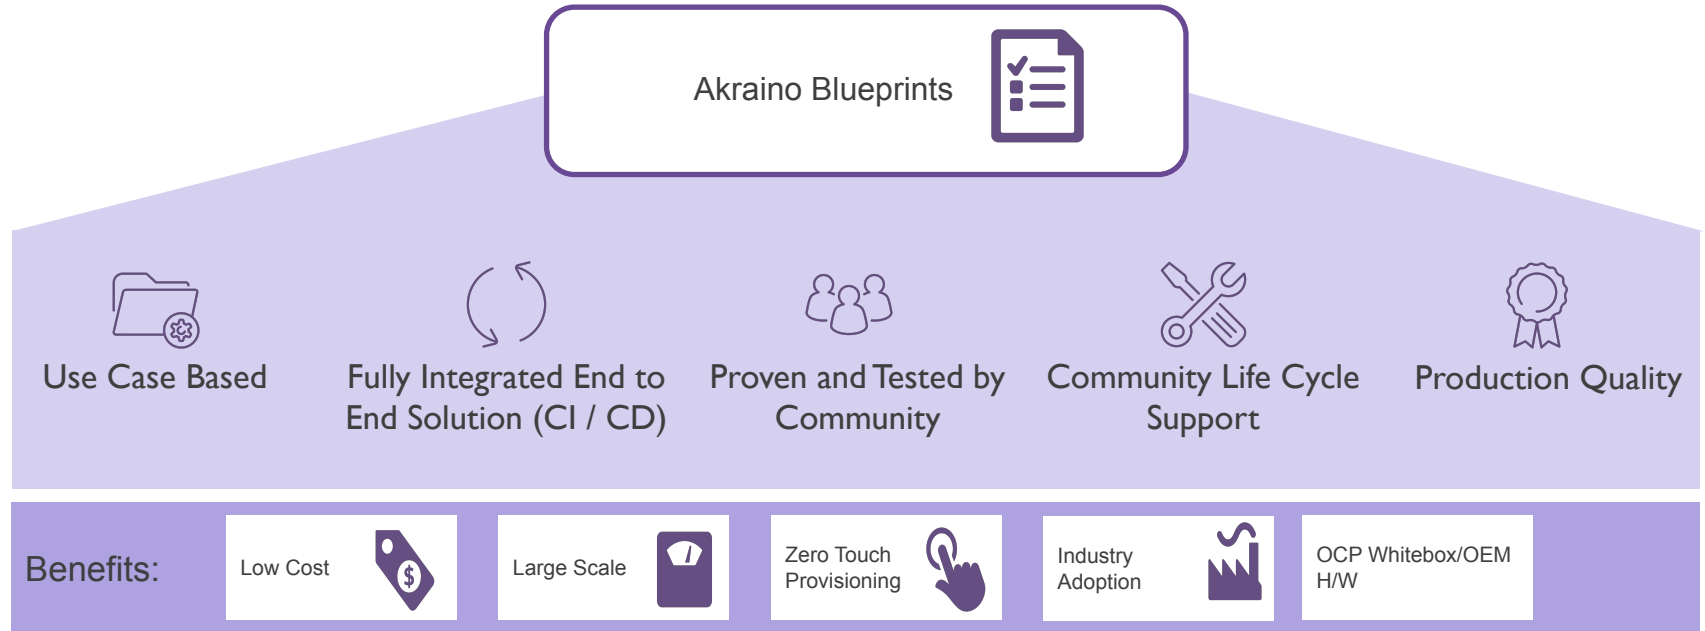 Akraino Blueprints
Use Case Based
Fully Integrated End to
End Solution (CI / CD)
Proven and Tested by
Community
Community Life Cycle
Support
Production Quality
Benefits:
Low Cost
$
Large Scale
Zero Touch
Provisioning
Industry
Adoption
OCP Whitebox/OEM
H/W